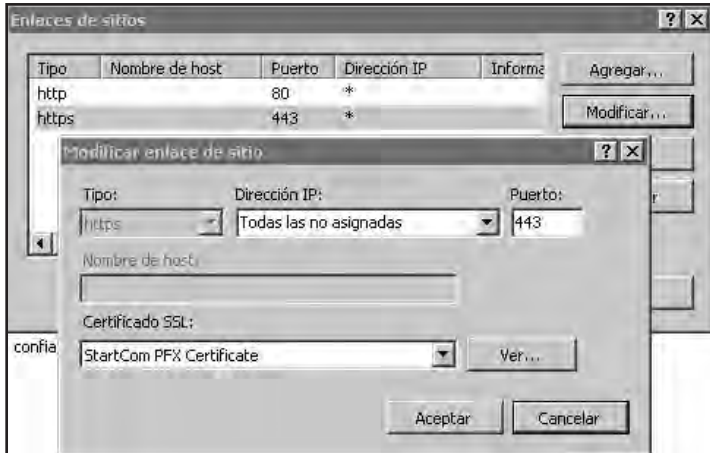 Enlaces de sitios
Tipo Nombre de host Puerto Dirección IP Informa
http 80 *
https 443 *
Agregar...
Modificar...
r
Modificar enlace de sitio
Tipo: Dirección IP: Puerto:
https Todas las no asignadas 443
Nombre de host:
Certificado SSL:
confia
StartCom PFX Certificate Ver...
Aceptar Cancelar